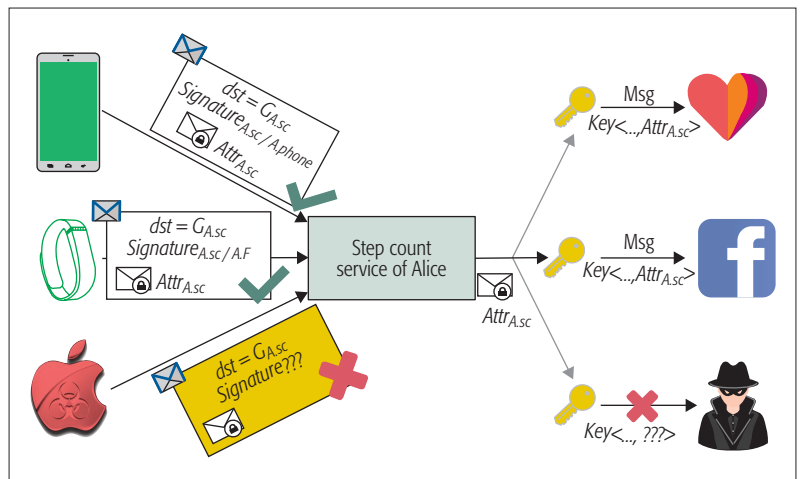 dst = G_A.sc
Signature_A.sc / A.phone
Attr_A.sc
dst = G_A.sc
Signature_A.sc / A.F
Attr_A.sc
dst = G_A.sc
Signature???
Step count
service of Alice
Attr_A.sc
Msg
Key<...,Attr_A.sc>
Msg
Key<...,Attr_A.sc>
f
Key<..., ???>